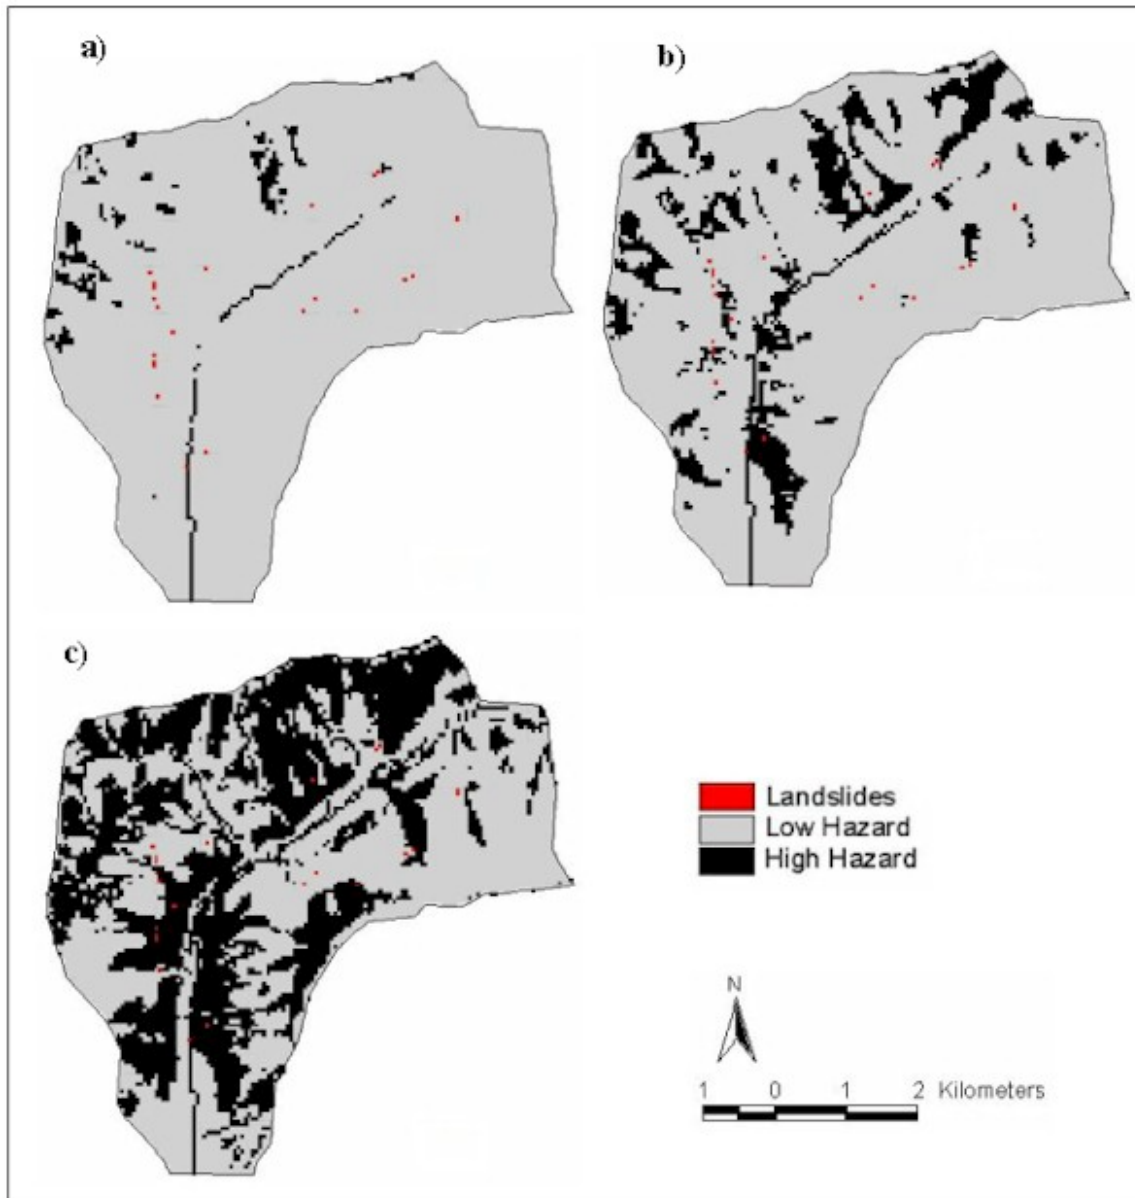 a)
b)
c)
Landslides
Low Hazard
High Hazard
N
1 0 1 2 Kilometers